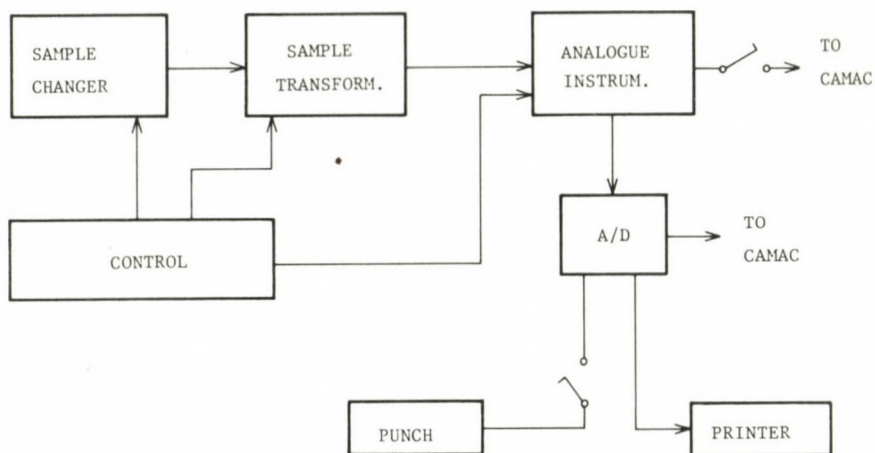 SAMPLE
CHANGER
SAMPLE
TRANSFORM.
ANALOGUE
INSTRUM.
TO
CAMAC
CONTROL
A/D
TO
CAMAC
PUNCH
PRINTER